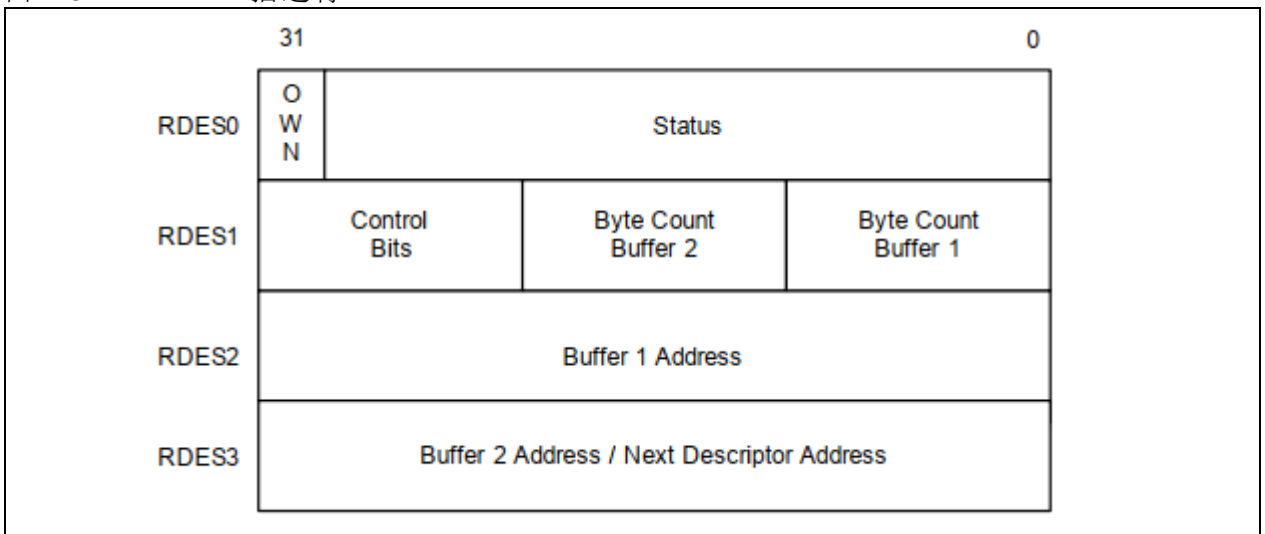 31 0
RDES0
O
W
N
Status
RDES1
Control
Bits
Byte Count
Buffer 2
Byte Count
Buffer 1
RDES2
Buffer 1 Address
RDES3
Buffer 2 Address / Next Descriptor Address